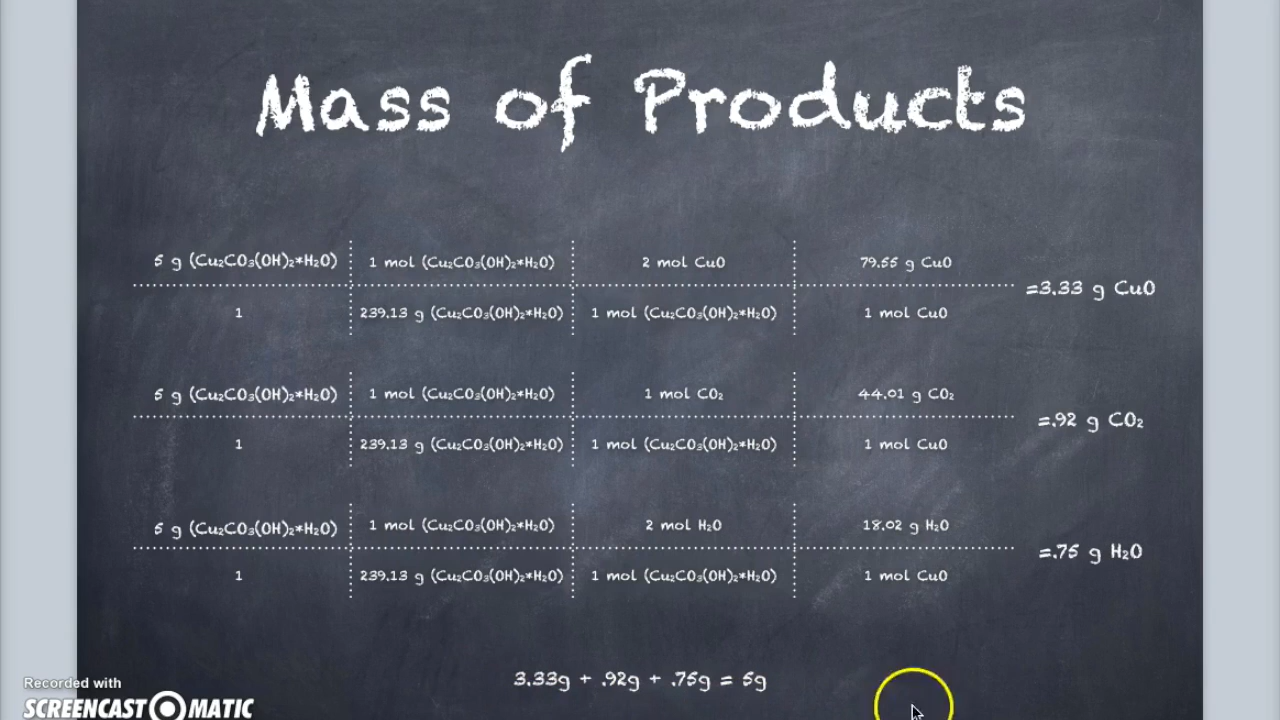 Mass of Products
5 g (Cu₂CO₃(OH)₂*H₂O) 1 mol (Cu₂CO₃(OH)₂*H₂O) 2 mol CuO 79.55 g CuO
=3.33 g CuO
1 239.13 g (Cu₂CO₃(OH)₂*H₂O) 1 mol (Cu₂CO₃(OH)₂*H₂O) 1 mol CuO
5 g (Cu₂CO₃(OH)₂*H₂O) 1 mol (Cu₂CO₃(OH)₂*H₂O) 1 mol CO₂ 44.01 g CO₂
=.92 g CO₂
1 239.13 g (Cu₂CO₃(OH)₂*H₂O) 1 mol (Cu₂CO₃(OH)₂*H₂O) 1 mol CuO
5 g (Cu₂CO₃(OH)₂*H₂O) 1 mol (Cu₂CO₃(OH)₂*H₂O) 2 mol H₂O 18.02 g H₂O
=.75 g H₂O
1 239.13 g (Cu₂CO₃(OH)₂*H₂O) 1 mol (Cu₂CO₃(OH)₂*H₂O) 1 mol CuO
3.33g + .92g + .75g = 5g
Recorded with
SCREENCAST MATIC